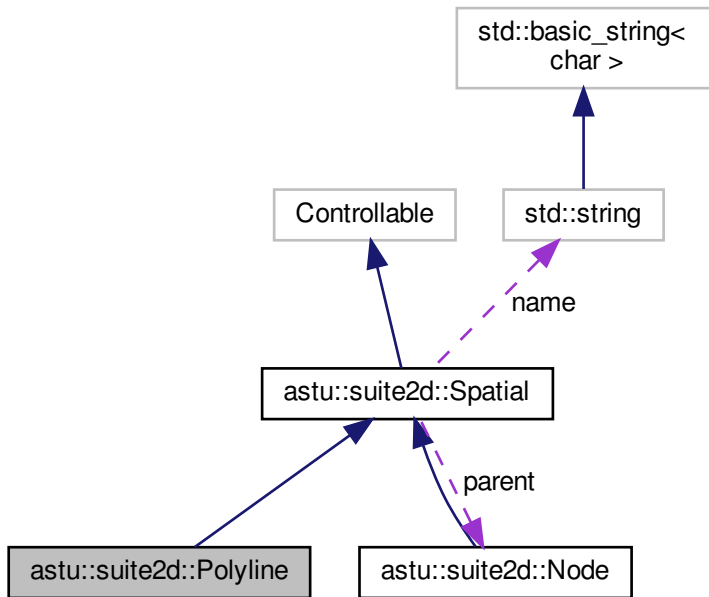 std::basic_string<
char >
Controllable
std::string
name
astu::suite2d::Spatial
parent
astu::suite2d::Polyline
astu::suite2d::Node